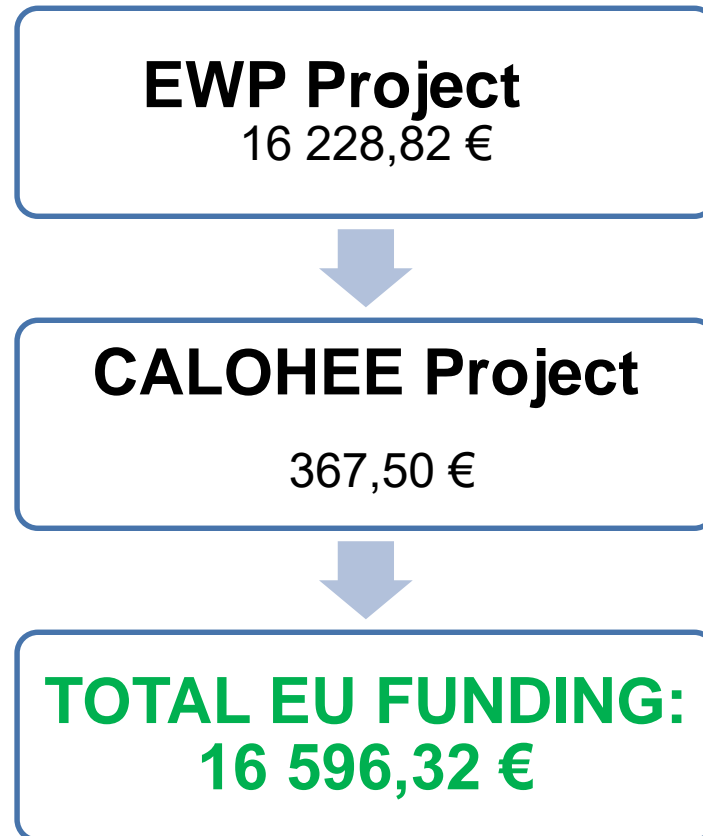 EWP Project
16 228,82 €
CALOHEE Project
367,50 €
TOTAL EU FUNDING:
16 596,32 €